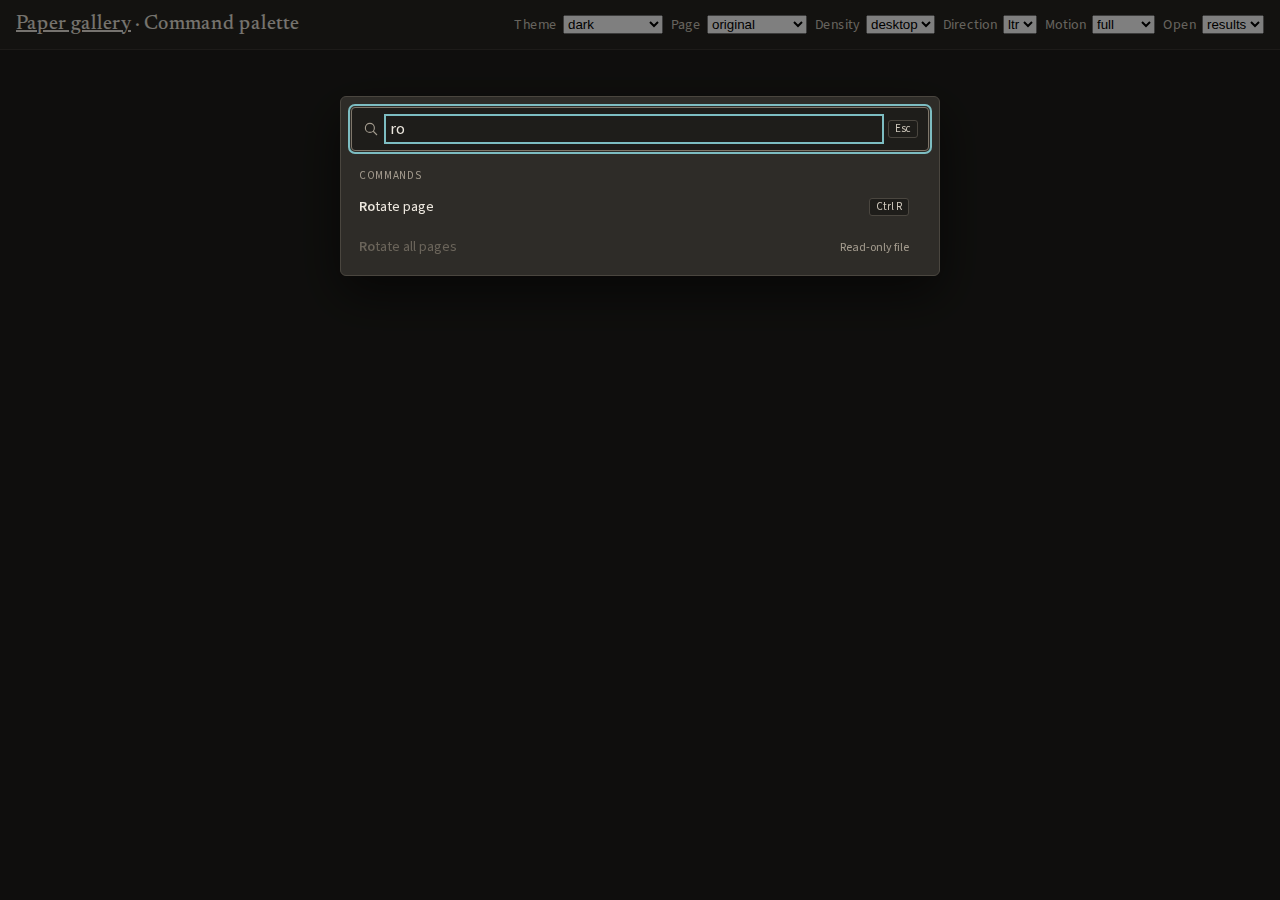 Paper gallery · Command palette
Theme dark Page original Density desktop Direction ltr Motion full Open results
ro Esc
COMMANDS
Rotate page Ctrl R
Rotate all pages Read-only file